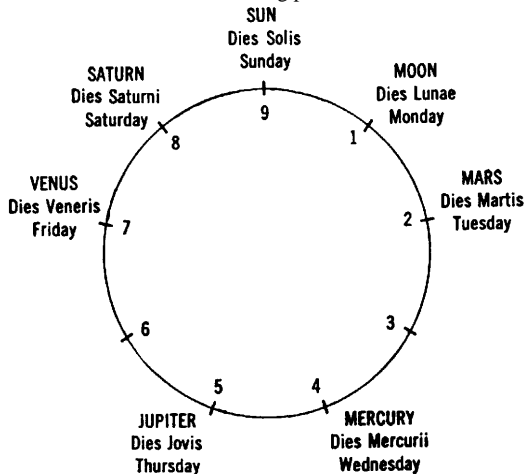 SUN
Dies Solis
Sunday
9
MOON
Dies Lunae
Monday
1
MARS
Dies Martis
Tuesday
2
3
MERCURY
Dies Mercurii
Wednesday
4
JUPITER
Dies Jovis
Thursday
5
6
VENUS
Dies Veneris
Friday
7
SATURN
Dies Saturni
Saturday
8